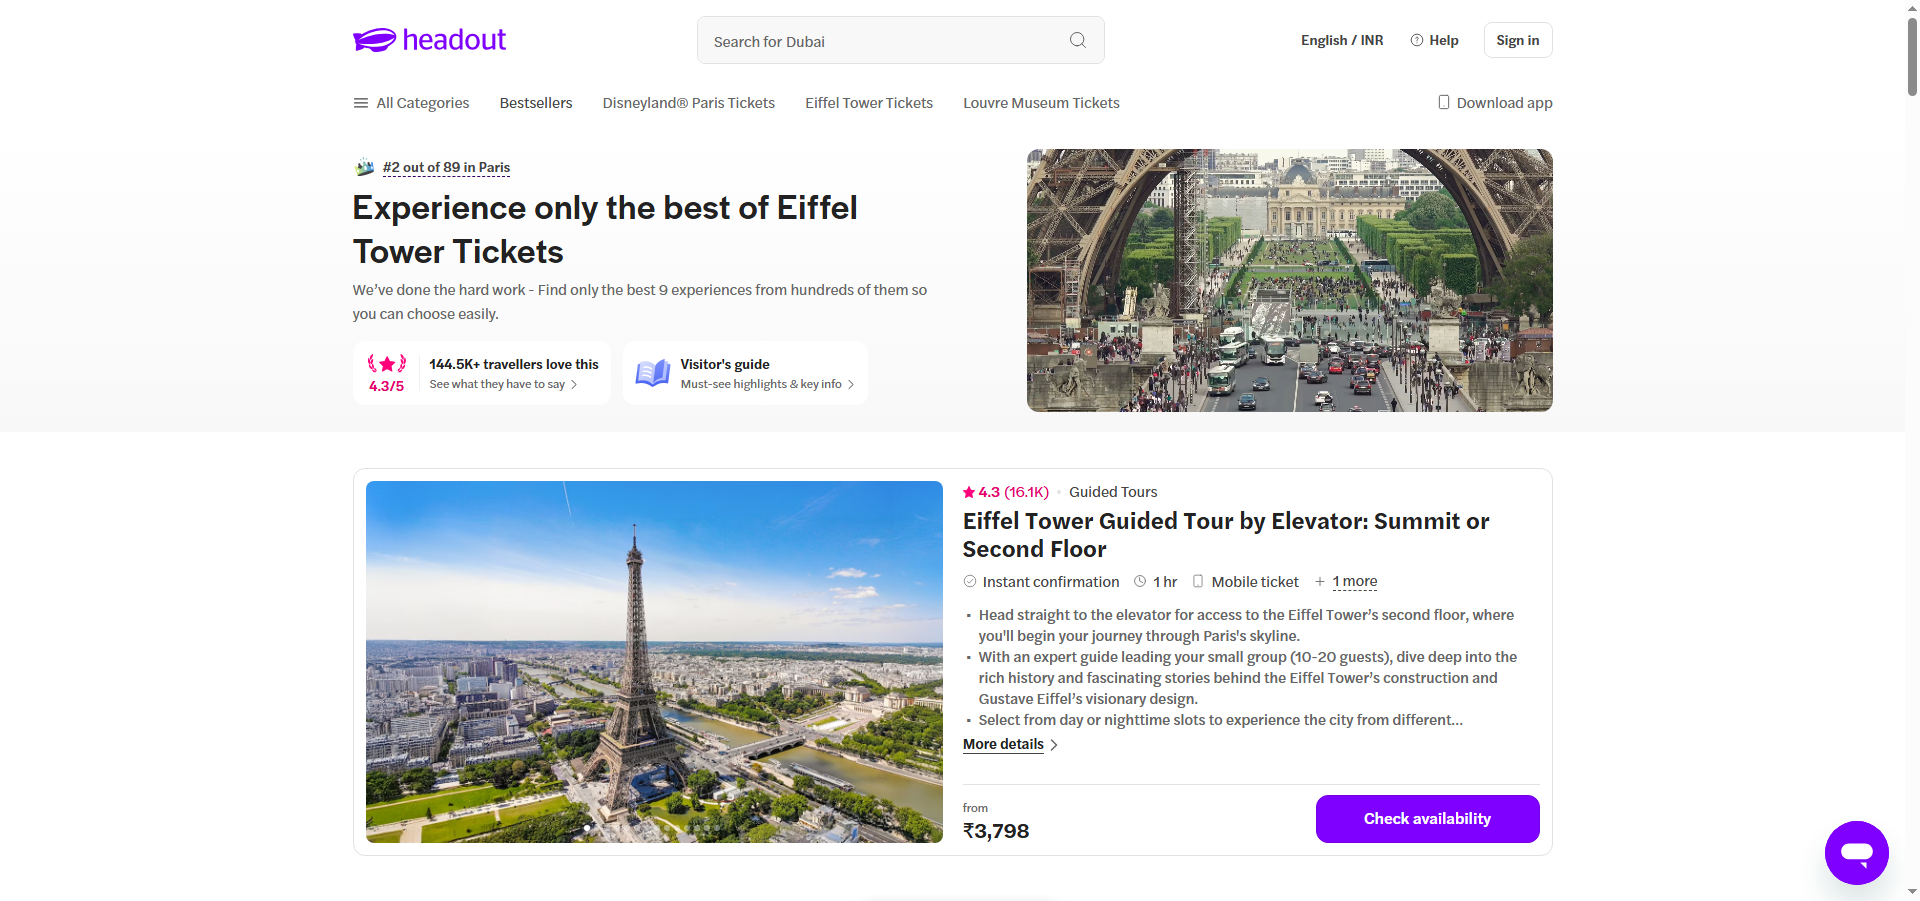 headout
Search for Dubai
English / INR
Help
Sign in
All Categories
Bestsellers
Disneyland® Paris Tickets
Eiffel Tower Tickets
Louvre Museum Tickets
Download app
#2 out of 89 in Paris
Experience only the best of Eiffel
Tower Tickets
We've done the hard work - Find only the best 9 experiences from hundreds of them so
you can choose easily.
4.3/5
144.5K+ travellers love this
See what they have to say
Visitor's guide
Must-see highlights & key info
4.3 (16.1K) · Guided Tours
Eiffel Tower Guided Tour by Elevator: Summit or
Second Floor
Instant confirmation
1 hr
Mobile ticket
+ 1 more
• Head straight to the elevator for access to the Eiffel Tower's second floor, where
you'll begin your journey through Paris's skyline.
• With an expert guide leading your small group (10-20 guests), dive deep into the
rich history and fascinating stories behind the Eiffel Tower's construction and
Gustave Eiffel's visionary design.
• Select from day or nighttime slots to experience the city from different...
More details
from
₹3,798
Check availability